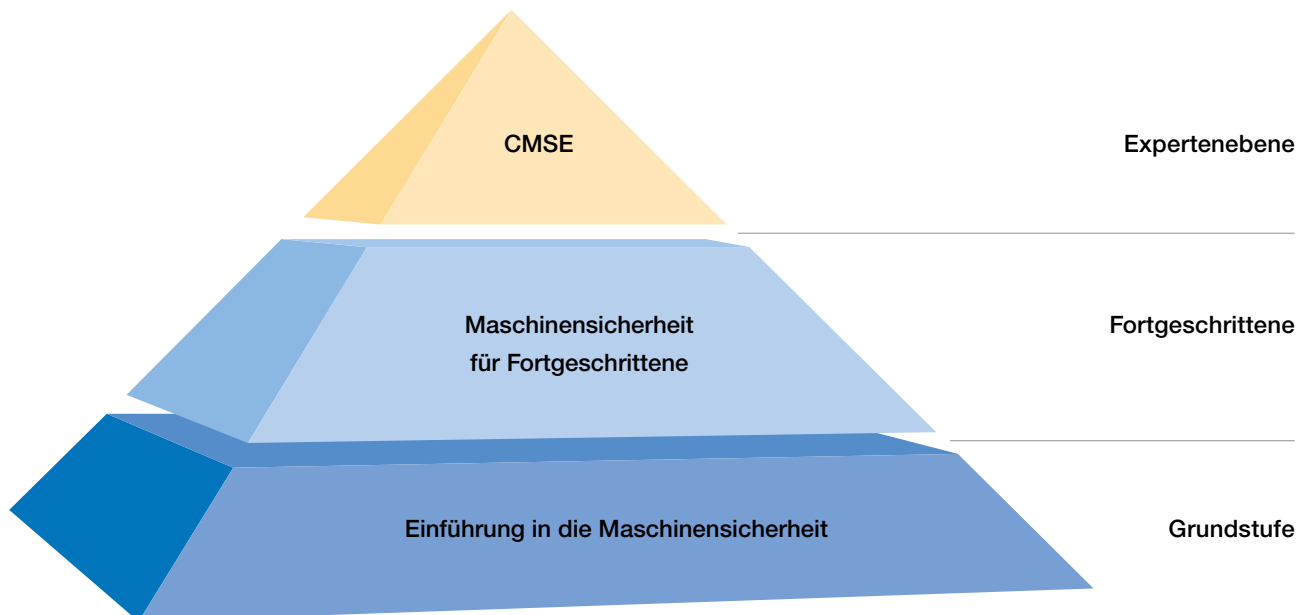 CMSE
Expertenebene
Maschinensicherheit
für Fortgeschrittene
Fortgeschrittene
Einführung in die Maschinensicherheit
Grundstufe